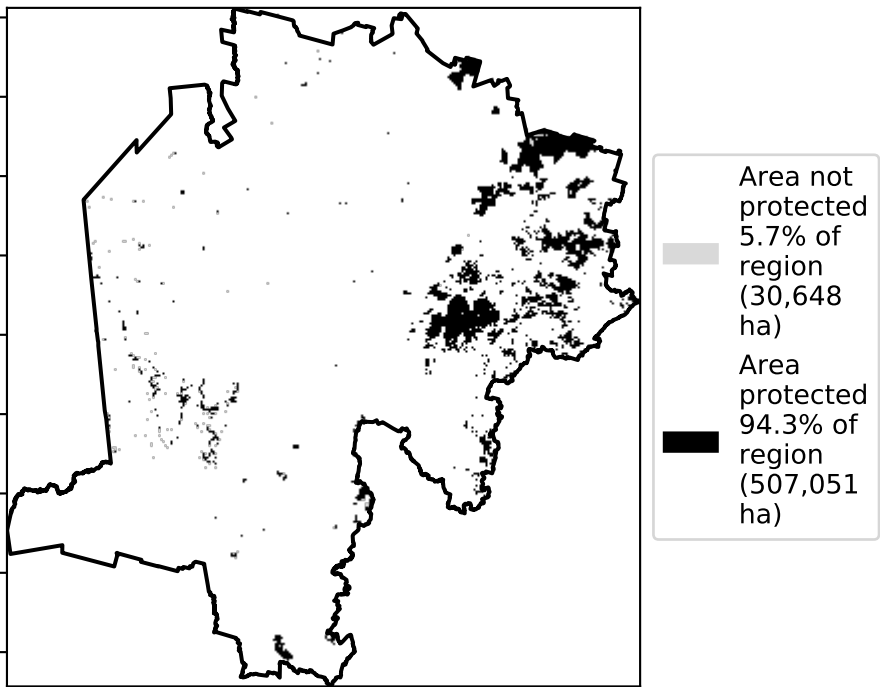 Area not
protected
5.7% of
region
(30,648
ha)
Area
protected
94.3% of
region
(507,051
ha)